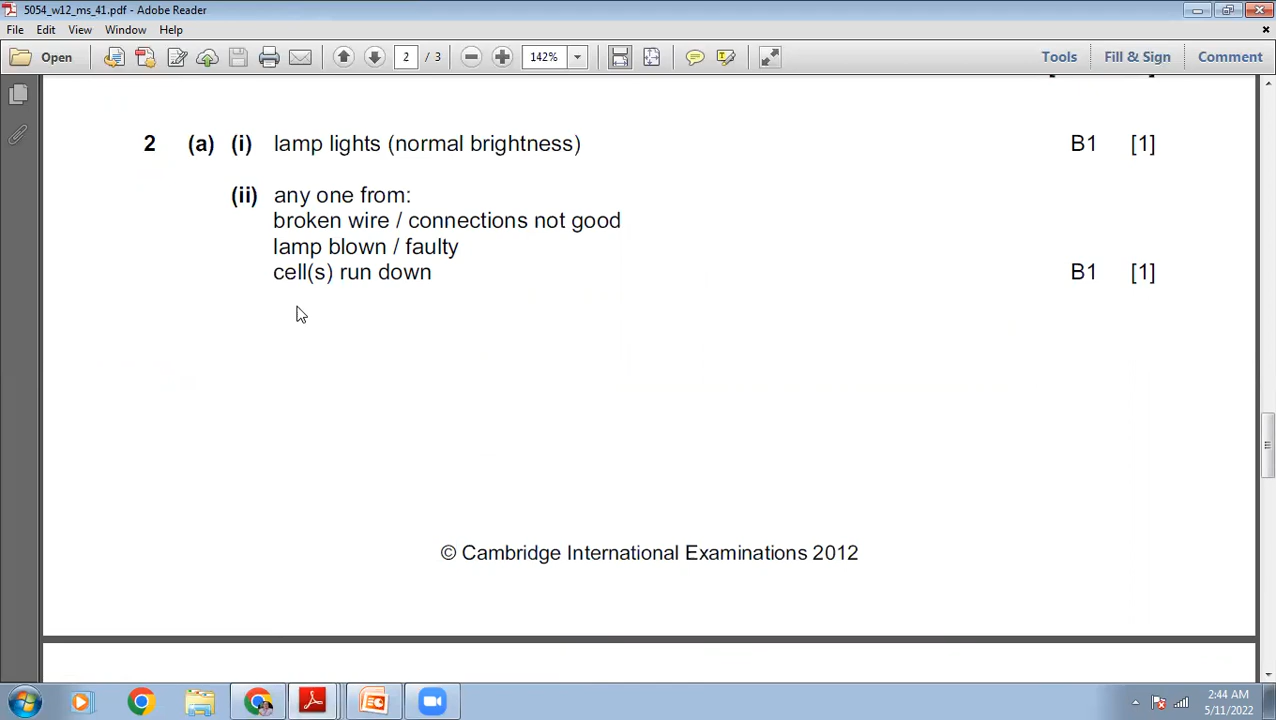 5054_w12_ms_41.pdf - Adobe Reader
File Edit View Window Help
Open 2 / 3 142% Tools Fill & Sign Comment
2 (a) (i) lamp lights (normal brightness) B1 [1]
(ii) any one from:
broken wire / connections not good
lamp blown / faulty
cell(s) run down B1 [1]
© Cambridge International Examinations 2012
2:44 AM
5/11/2022